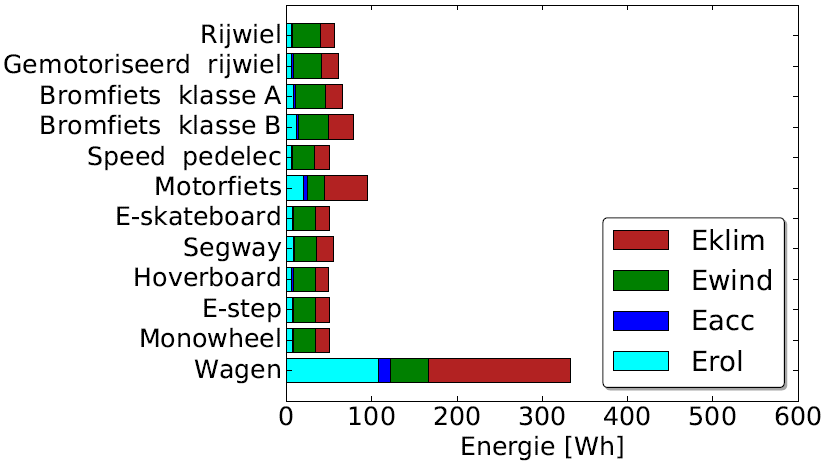 Rijwiel
Gemotoriseerd rijwiel
Bromfiets klasse A
Bromfiets klasse B
Speed pedelec
Motorfiets
E-skateboard
Segway
Hoverboard
E-step
Monowheel
Wagen
Eklim
Ewind
Eacc
Erol
0 100 200 300 400 500 600
Energie [Wh]